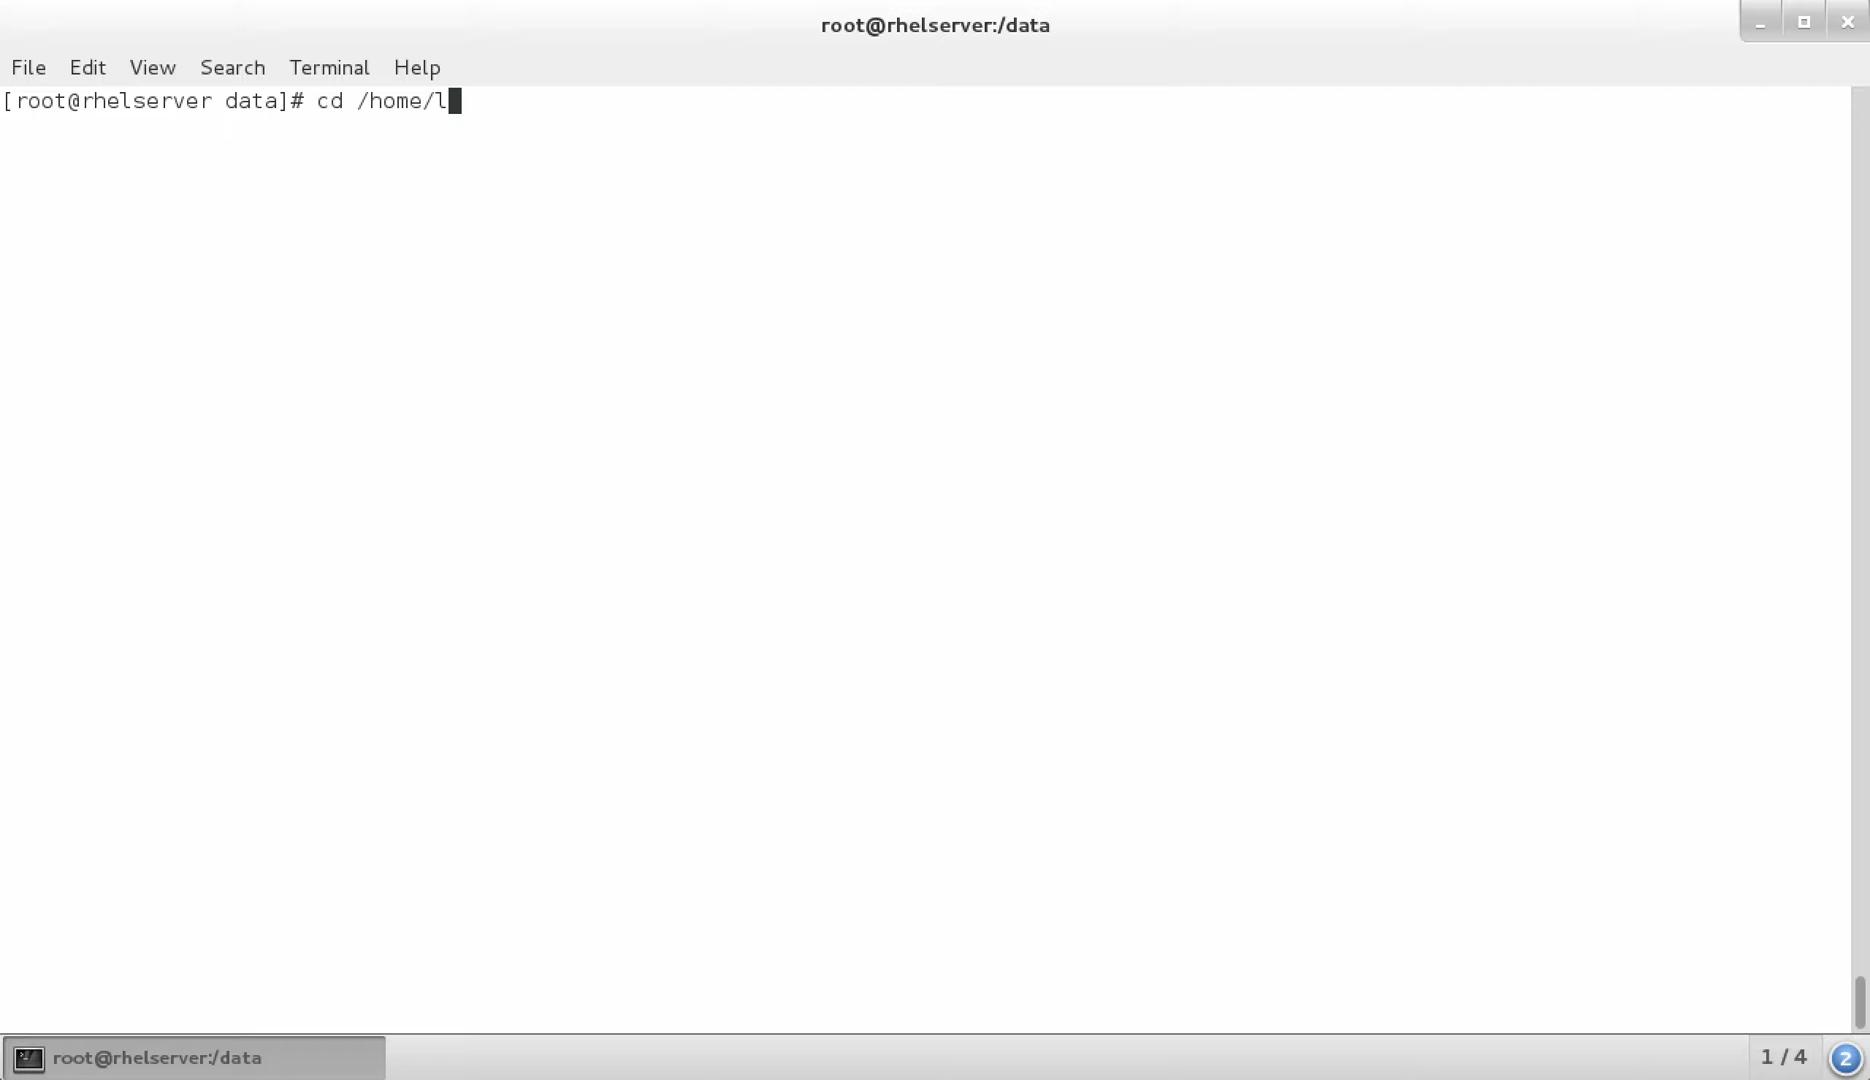 root@rhelserver:/data
File Edit View Search Terminal Help
[root@rhelserver data]# cd /home/l
root@rhelserver:/data
1 / 4
2